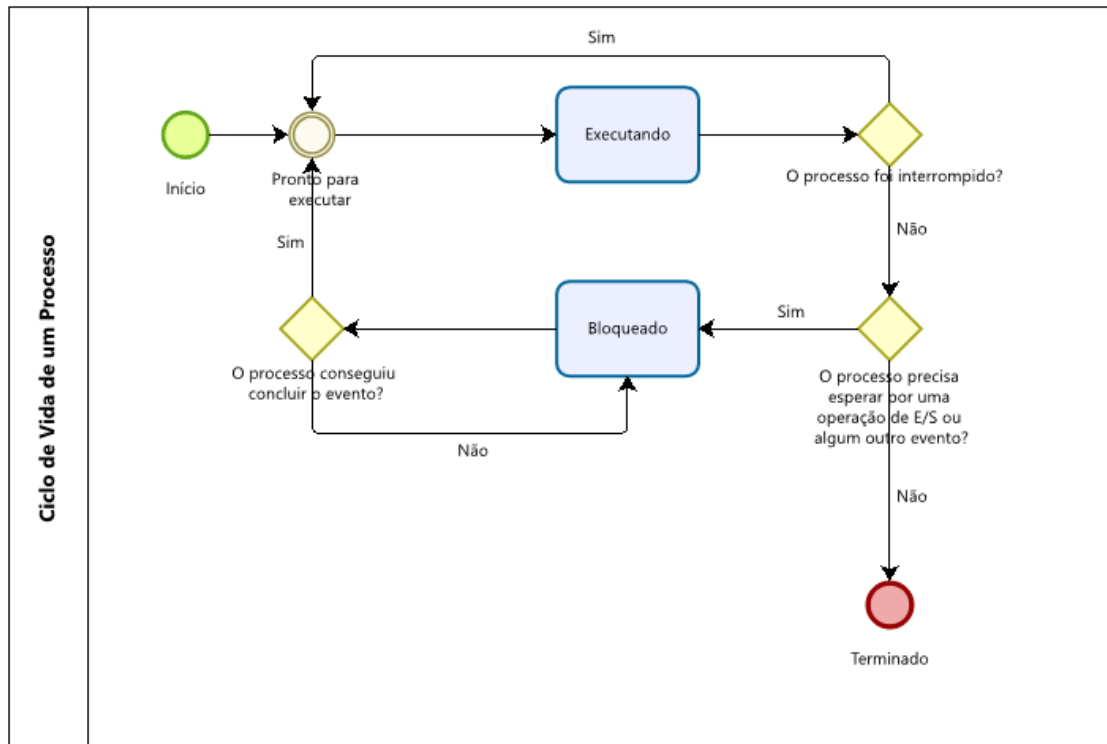 Ciclo de Vida de um Processo
Sim
Início
Pronto para
executar
Executando
O processo foi interrompido?
Sim
Não
Bloqueado
Sim
O processo conseguiu
concluir o evento?
O processo precisa
esperar por uma
operação de E/S ou
algum outro evento?
Não
Não
Terminado